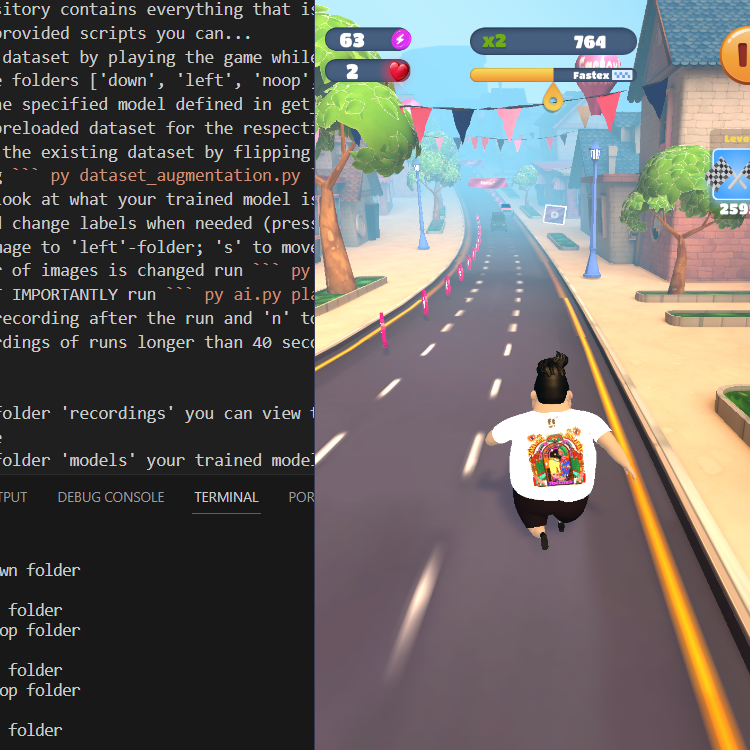 sitory contains everything that is
provided scripts you can...
dataset by playing the game while
e folders ['down', 'left', 'noop'
he specified model defined in get_
preloaded dataset for the respecti
the existing dataset by flipping
g ``` py dataset_augmentation.py `
look at what your trained model is
d change labels when needed (press
mage to 'left'-folder; 's' to move
r of images is changed run ``` py
T IMPORTANTLY run ``` py ai.py pla
recording after the run and 'n' to
rdings of runs longer than 40 seco
folder 'recordings' you can view t
e
folder 'models' your trained model
TPUT DEBUG CONSOLE TERMINAL POR
wn folder
folder
op folder
folder
op folder
folder
63
2
x2 764
Fastex
Leve
259